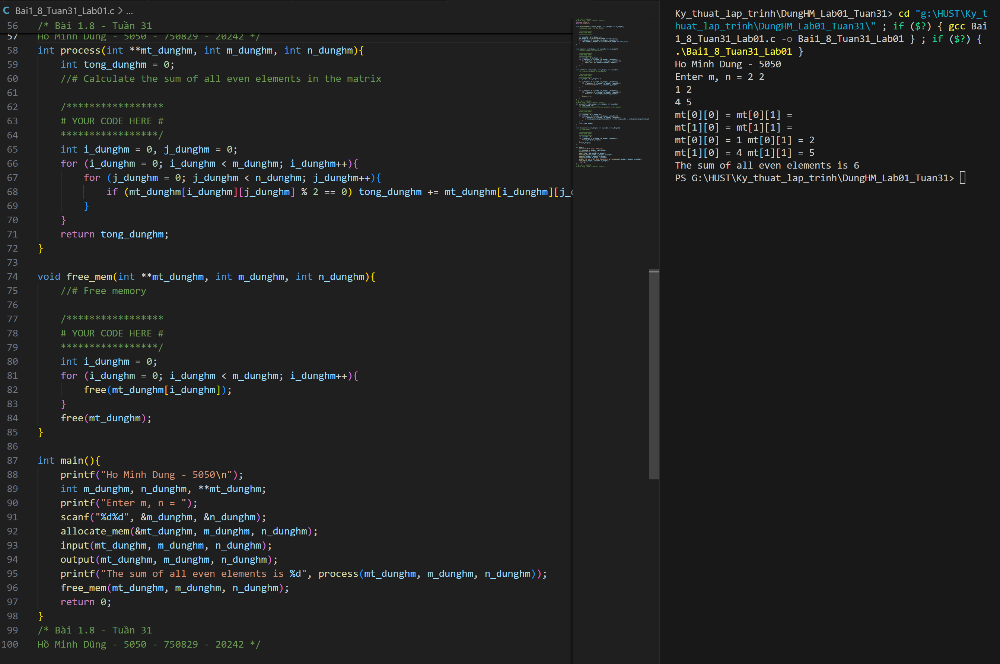 C Bai1_8_Tuan31_Lab01.c > ...
56 /* Bài 1.8 - Tuần 31
57 Hồ Minh Dũng - 5050 - 750829 - 20242 */
58 int process(int **mt_dunghm, int m_dunghm, int n_dunghm){
59     int tong_dunghm = 0;
60     //# Calculate the sum of all even elements in the matrix
61
62     /*****************
63     # YOUR CODE HERE #
64     *****************/
65     int i_dunghm = 0, j_dunghm = 0;
66     for (i_dunghm = 0; i_dunghm < m_dunghm; i_dunghm++){
67         for (j_dunghm = 0; j_dunghm < n_dunghm; j_dunghm++){
68             if (mt_dunghm[i_dunghm][j_dunghm] % 2 == 0) tong_dunghm += mt_dunghm[i_dunghm][j_
69         }
70     }
71     return tong_dunghm;
72 }
73
74 void free_mem(int **mt_dunghm, int m_dunghm, int n_dunghm){
75     //# Free memory
76
77     /*****************
78     # YOUR CODE HERE #
79     *****************/
80     int i_dunghm = 0;
81     for (i_dunghm = 0; i_dunghm < m_dunghm; i_dunghm++){
82         free(mt_dunghm[i_dunghm]);
83     }
84     free(mt_dunghm);
85 }
86
87 int main(){
88     printf("Ho Minh Dung - 5050\n");
89     int m_dunghm, n_dunghm, **mt_dunghm;
90     printf("Enter m, n = ");
91     scanf("%d%d", &m_dunghm, &n_dunghm);
92     allocate_mem(&mt_dunghm, m_dunghm, n_dunghm);
93     input(mt_dunghm, m_dunghm, n_dunghm);
94     output(mt_dunghm, m_dunghm, n_dunghm);
95     printf("The sum of all even elements is %d", process(mt_dunghm, m_dunghm, n_dunghm));
96     free_mem(mt_dunghm, m_dunghm, n_dunghm);
97     return 0;
98 }
99 /* Bài 1.8 - Tuần 31
100 Hồ Minh Dũng - 5050 - 750829 - 20242 */
Ky_thuat_lap_trinh\DungHM_Lab01_Tuan31> cd "g:\HUST\Ky_t
huat_lap_trinh\DungHM_Lab01_Tuan31\" ; if ($?) { gcc Bai
1_8_Tuan31_Lab01.c -o Bai1_8_Tuan31_Lab01 } ; if ($?) {
.\Bai1_8_Tuan31_Lab01 }
Ho Minh Dung - 5050
Enter m, n = 2 2
1 2
4 5
mt[0][0] = mt[0][1] =
mt[1][0] = mt[1][1] =
mt[0][0] = 1 mt[0][1] = 2
mt[1][0] = 4 mt[1][1] = 5
The sum of all even elements is 6
PS G:\HUST\Ky_thuat_lap_trinh\DungHM_Lab01_Tuan31>